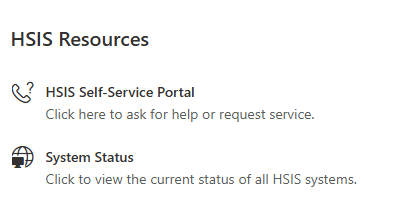 HSIS Resources
HSIS Self-Service Portal
Click here to ask for help or request service.
System Status
Click to view the current status of all HSIS systems.